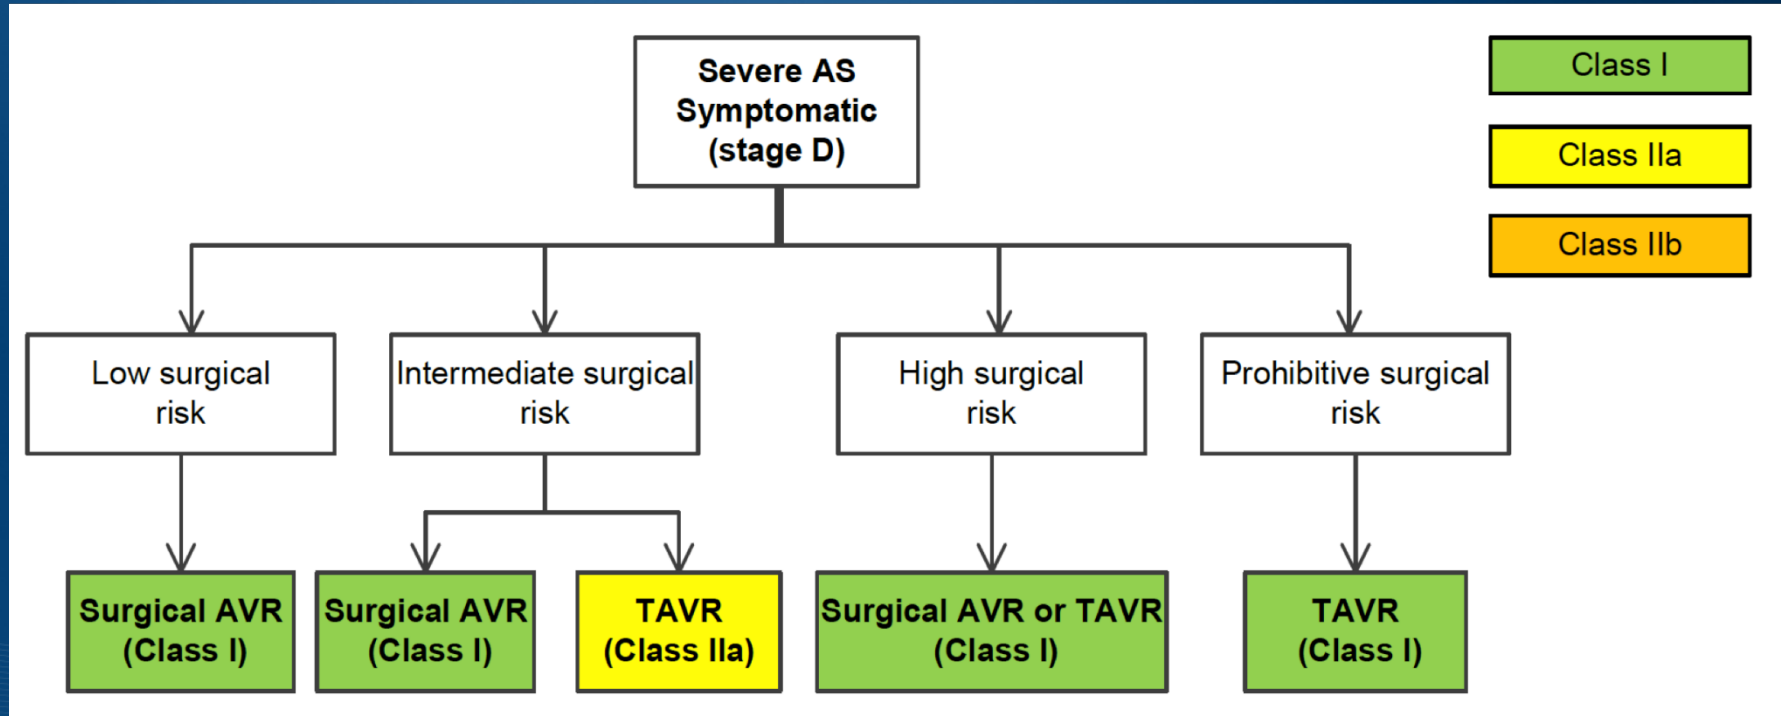 Severe AS
Symptomatic
(stage D)
Class I
Class IIa
Class IIb
Low surgical
risk
Intermediate surgical
risk
High surgical
risk
Prohibitive surgical
risk
Surgical AVR
(Class I)
Surgical AVR
(Class I)
TAVR
(Class IIa)
Surgical AVR or TAVR
(Class I)
TAVR
(Class I)